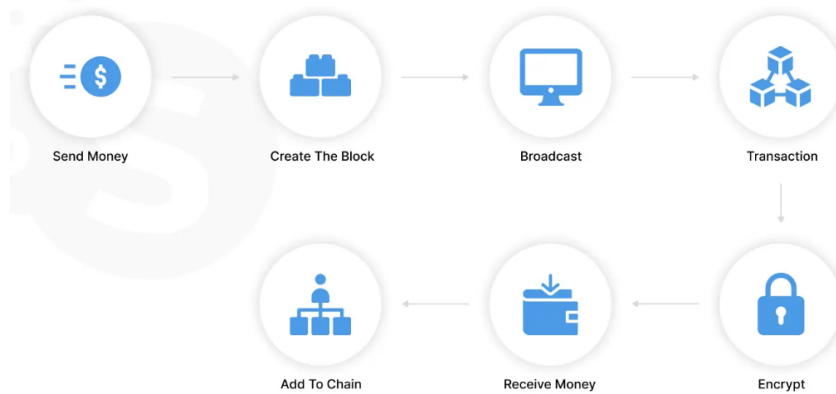 Send Money
Create The Block
Broadcast
Transaction
Add To Chain
Receive Money
Encrypt